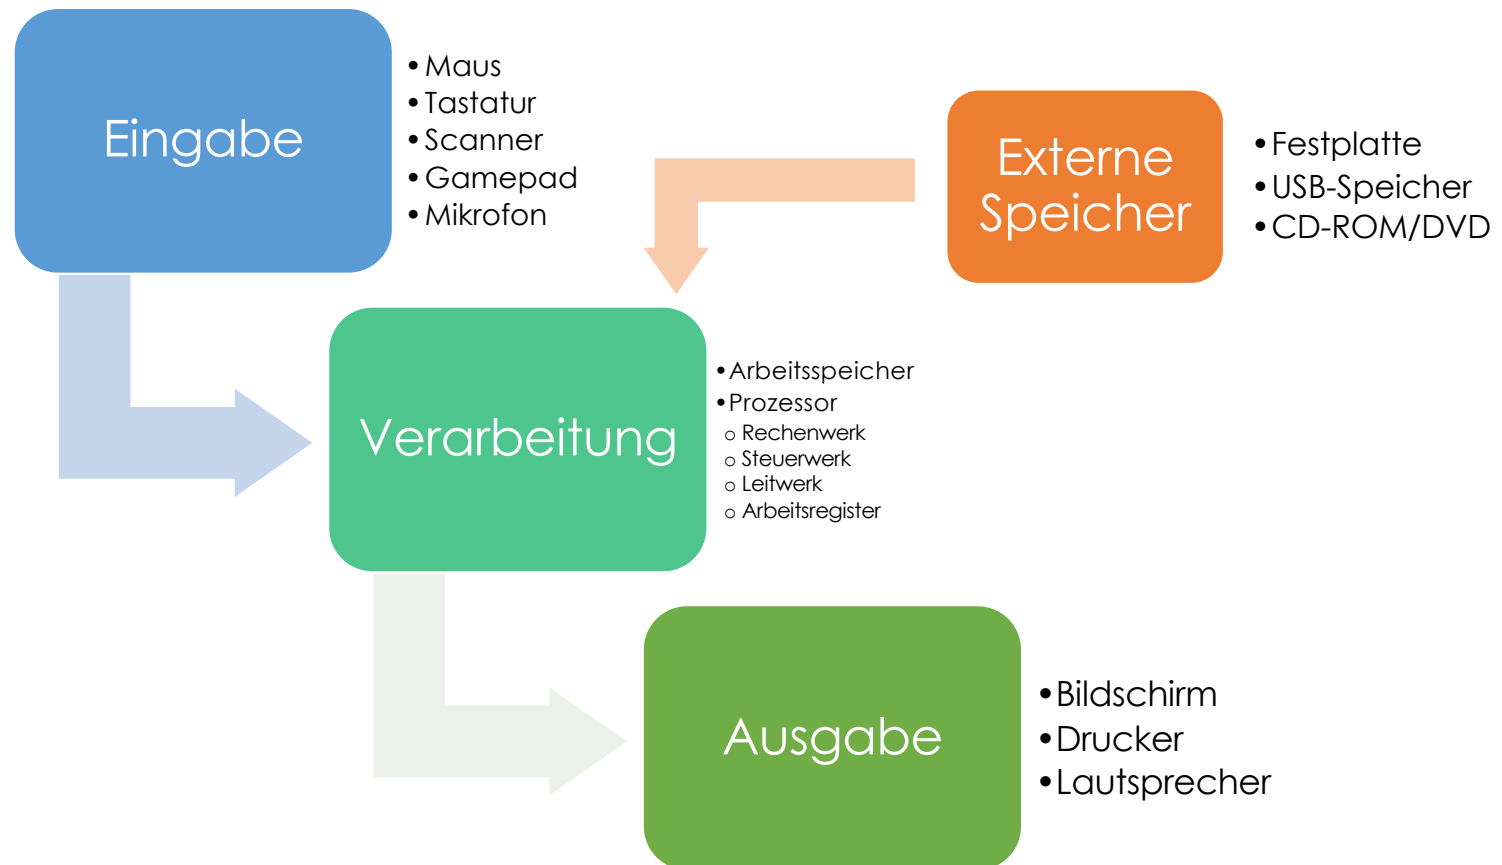 Eingabe
•Maus
•Tastatur
•Scanner
•Gamepad
•Mikrofon
Externe
Speicher
•Festplatte
•USB-Speicher
•CD-ROM/DVD
Verarbeitung
•Arbeitsspeicher
•Prozessor
o Rechenwerk
o Steuerwerk
o Leitwerk
o Arbeitsregister
Ausgabe
•Bildschirm
•Drucker
•Lautsprecher